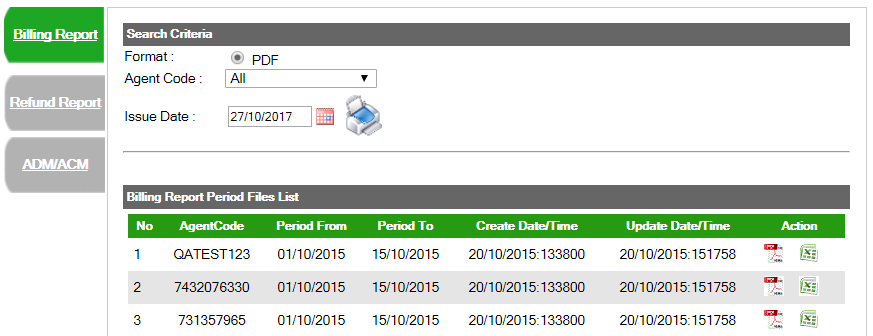 Billing Report
Refund Report
ADM/ACM
Search Criteria
Format : PDF
Agent Code : All
Issue Date : 27/10/2017
Billing Report Period Files List
No AgentCode Period From Period To Create Date/Time Update Date/Time Action
1 QATEST123 01/10/2015 15/10/2015 20/10/2015:133800 20/10/2015:151758 PDF
2 7432076330 01/10/2015 15/10/2015 20/10/2015:133800 20/10/2015:151758 PDF
3 731357965 01/10/2015 15/10/2015 20/10/2015:133800 20/10/2015:151758 PDF